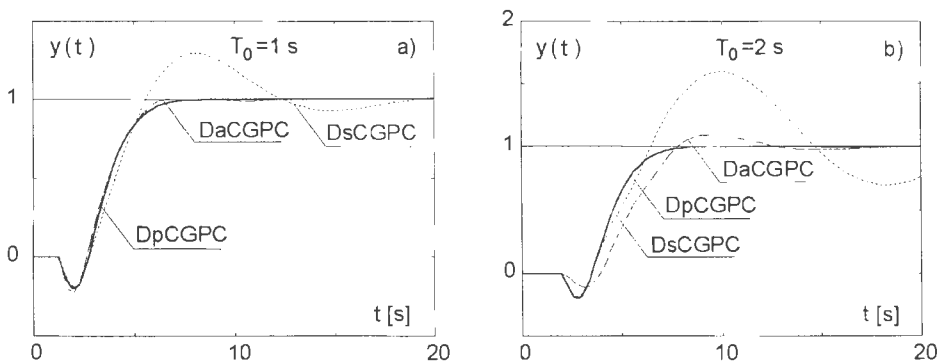 y(t) T₀=1 s a)
1
DaCGPC DsCGPC
DpCGPC
0
t [s]
0 10 20
2
y(t) T₀=2 s b)
1
DaCGPC
DpCGPC
DsCGPC
0
t [s]
0 10 20